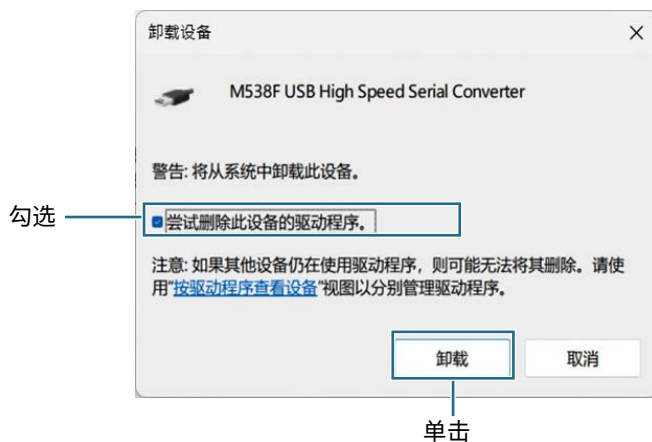 卸载设备
M538F USB High Speed Serial Converter
警告: 将从系统中卸载此设备。
勾选
尝试删除此设备的驱动程序。
注意: 如果其他设备仍在使用驱动程序，则可能无法将其删除。请使
用"按驱动程序查看设备"视图以分别管理驱动程序。
卸载 取消
单击